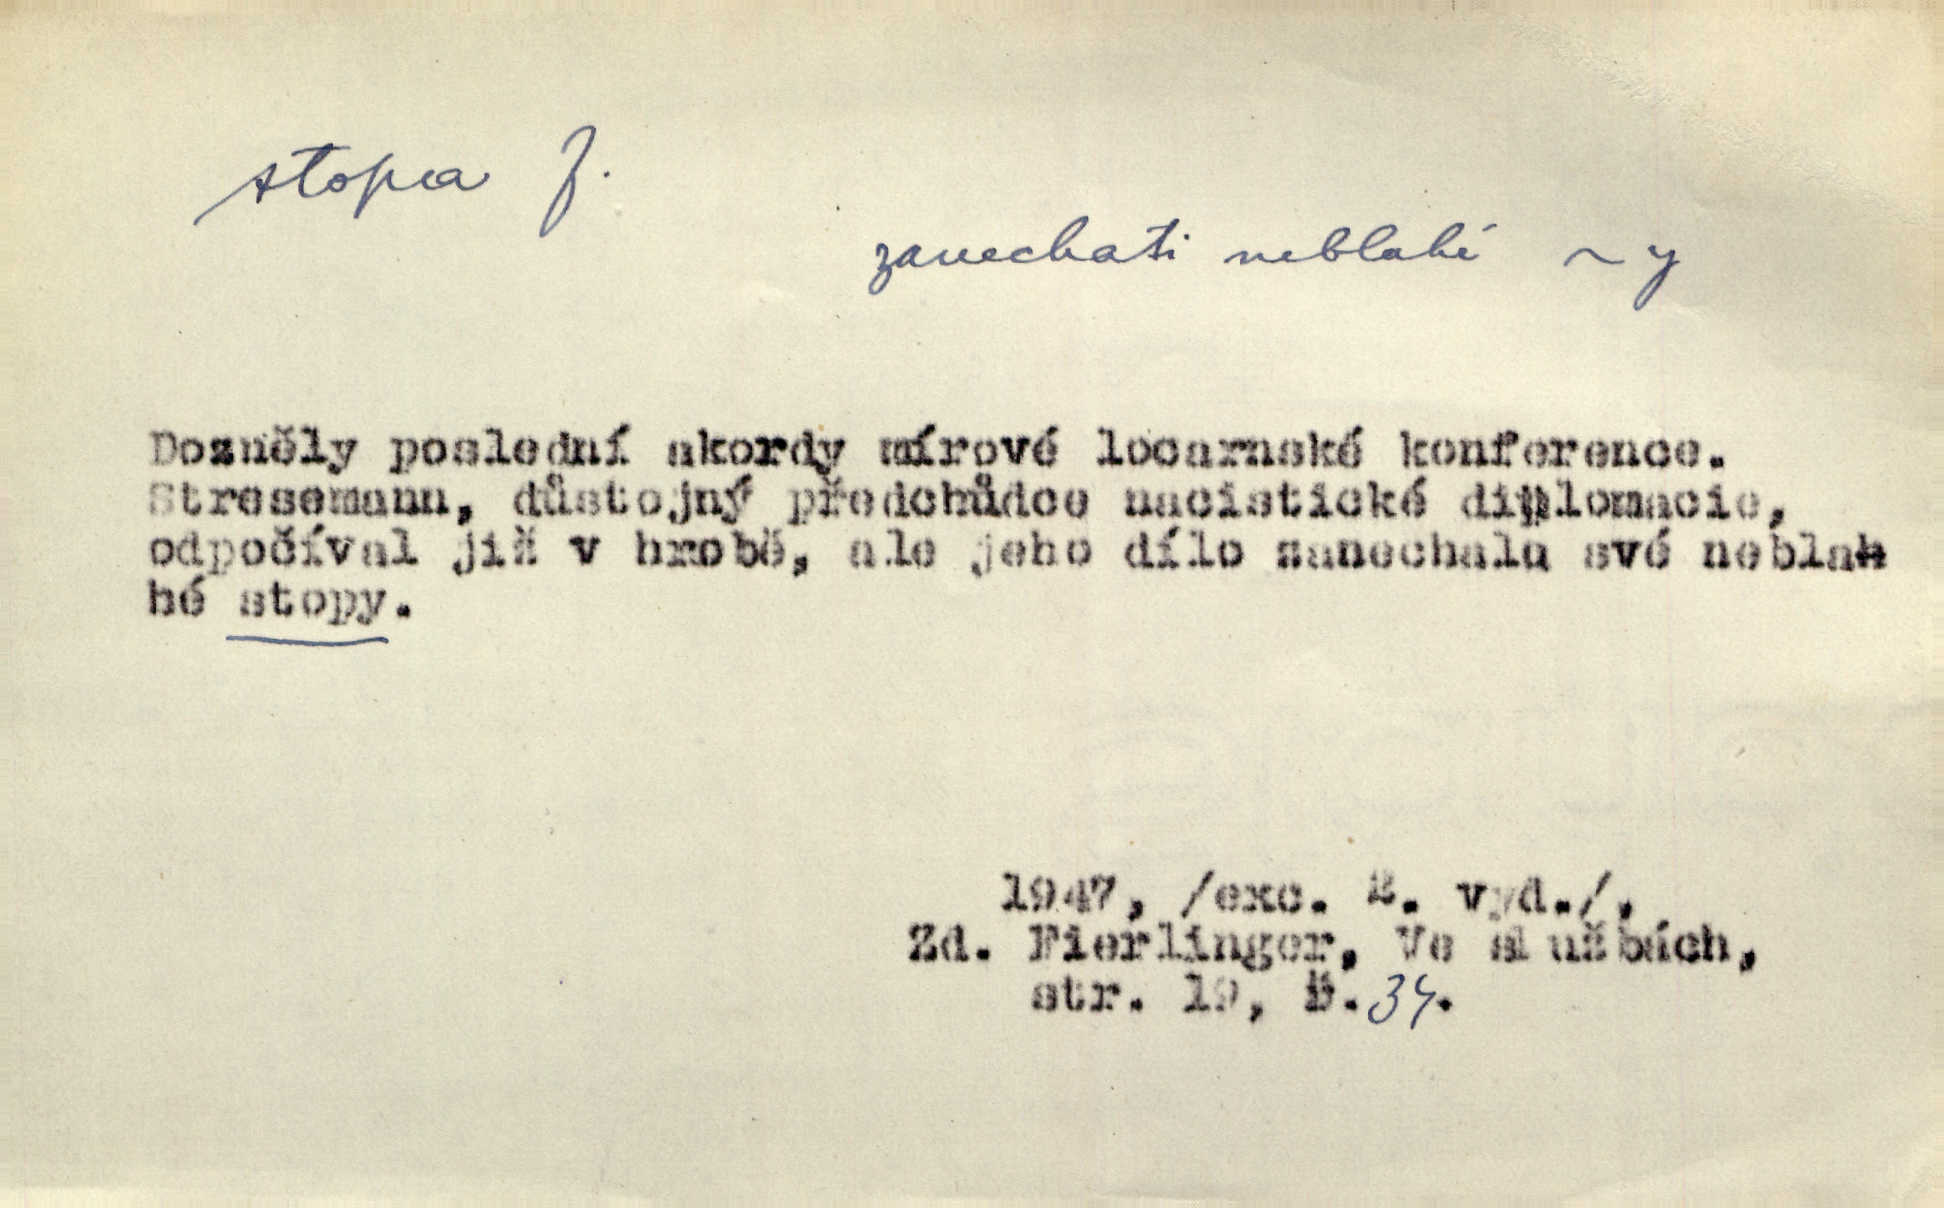 stopa f.
zanechati neblahé ~ y
Dozněly poslední akordy mírové locarnské konference.
Stresemann, důstojný předchůdce nacistické diplomacie,
odpočíval již v hrobě, ale jeho dílo zanechalo své nebla
hé stopy.
1947, /exc. 2. vyd./,
Zd. Fierlinger, Ve službách,
str. 19, ř. 34.